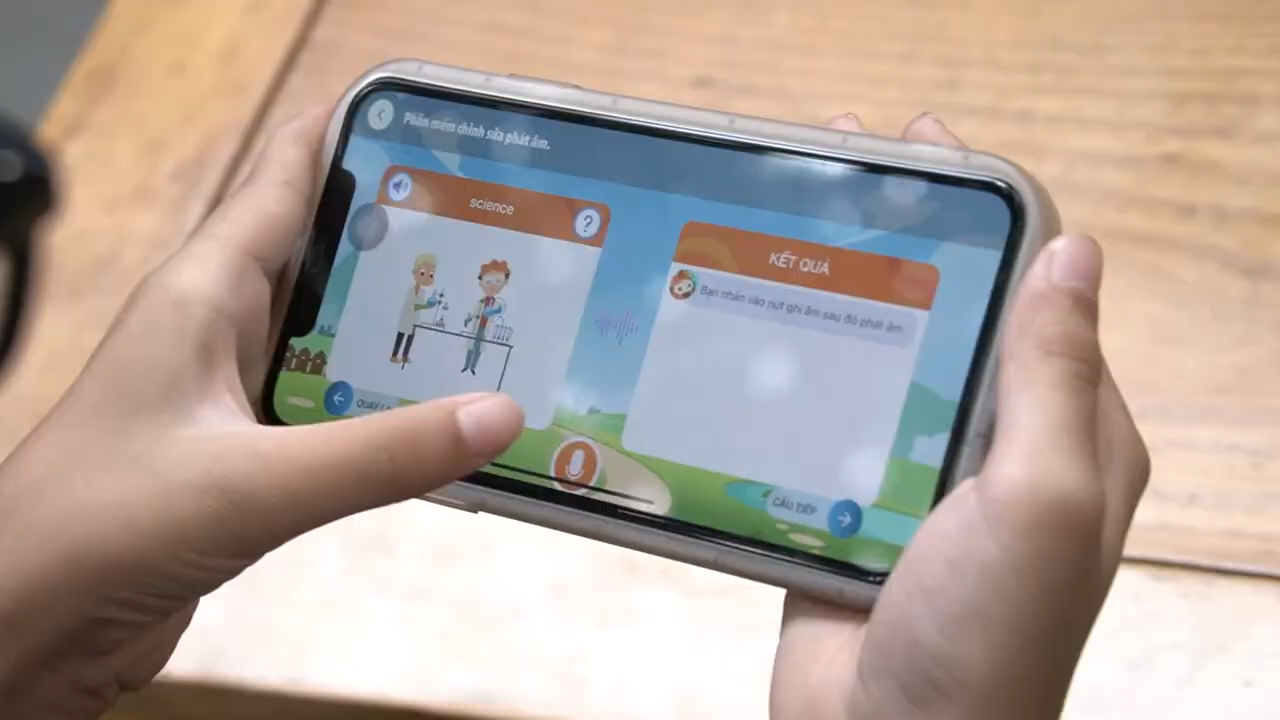 Phần mềm chỉnh sửa phát âm.
science
?
KẾT QUẢ
Bạn nhấn vào nút ghi âm sau đó phát âm
QUAY
CÂU TIẾP